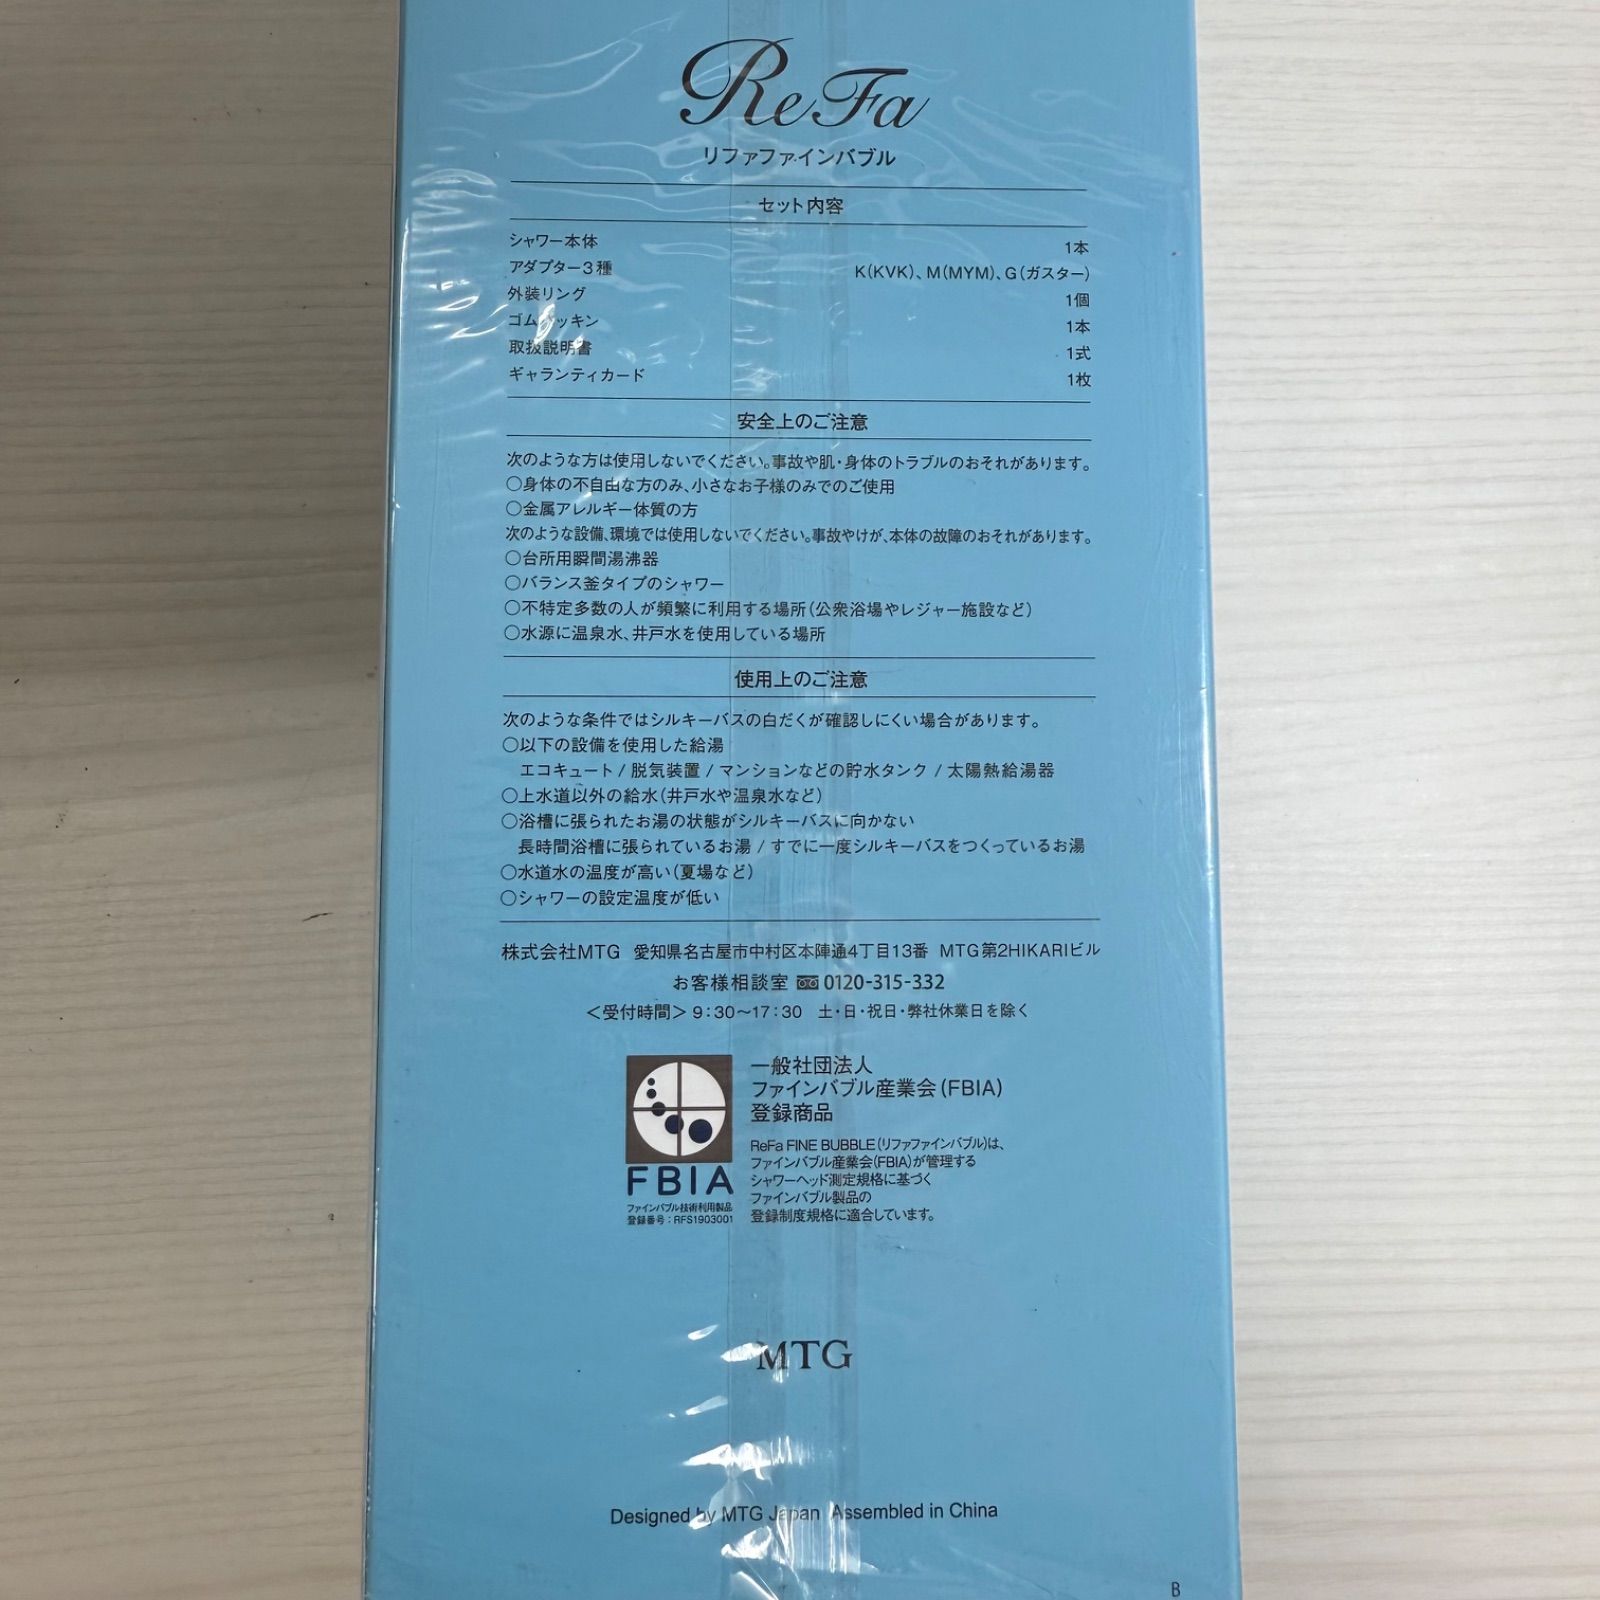 ReFa
リファファインバブル
セット内容
シャワー本体 1本
アダプター3種 K(KVK)、M(MYM)、G(ガスター)
外装リング 1個
ゴムパッキン 1本
取扱説明書 1式
ギャランティカード 1枚
安全上のご注意
次のような方は使用しないでください。事故や肌・身体のトラブルのおそれがあります。
○身体の不自由な方のみ、小さなお子様のみでのご使用
○金属アレルギー体質の方
次のような設備、環境では使用しないでください。事故やけが、本体の故障のおそれがあります。
○台所用瞬間湯沸器
○バランス釜タイプのシャワー
○不特定多数の人が頻繁に利用する場所(公衆浴場やレジャー施設など)
○水源に温泉水、井戸水を使用している場所
使用上のご注意
次のような条件ではシルキーバスの白だくが確認しにくい場合があります。
○以下の設備を使用した給湯
エコキュート / 脱気装置 / マンションなどの貯水タンク / 太陽熱給湯器
○上水道以外の給水(井戸水や温泉水など)
○浴槽に張られたお湯の状態がシルキーバスに向かない
長時間浴槽に張られているお湯 / すでに一度シルキーバスをつくっているお湯
○水道水の温度が高い(夏場など)
○シャワーの設定温度が低い
株式会社MTG 愛知県名古屋市中村区本陣通4丁目13番 MTG第2HIKARIビル
お客様相談室 0120-315-332
<受付時間> 9:30〜17:30 土・日・祝日・弊社休業日を除く
一般社団法人
ファインバブル産業会(FBIA)
登録商品
ReFa FINE BUBBLE(リファファインバブル)は、
ファインバブル産業会(FBIA)が管理する
シャワーヘッド測定規格に基づく
ファインバブル製品の
登録制度規格に適合しています。
FBIA
ファインバブル技術利用製品
登録番号:RFS1903001
MTG
Designed by MTG Japan Assembled in China
B